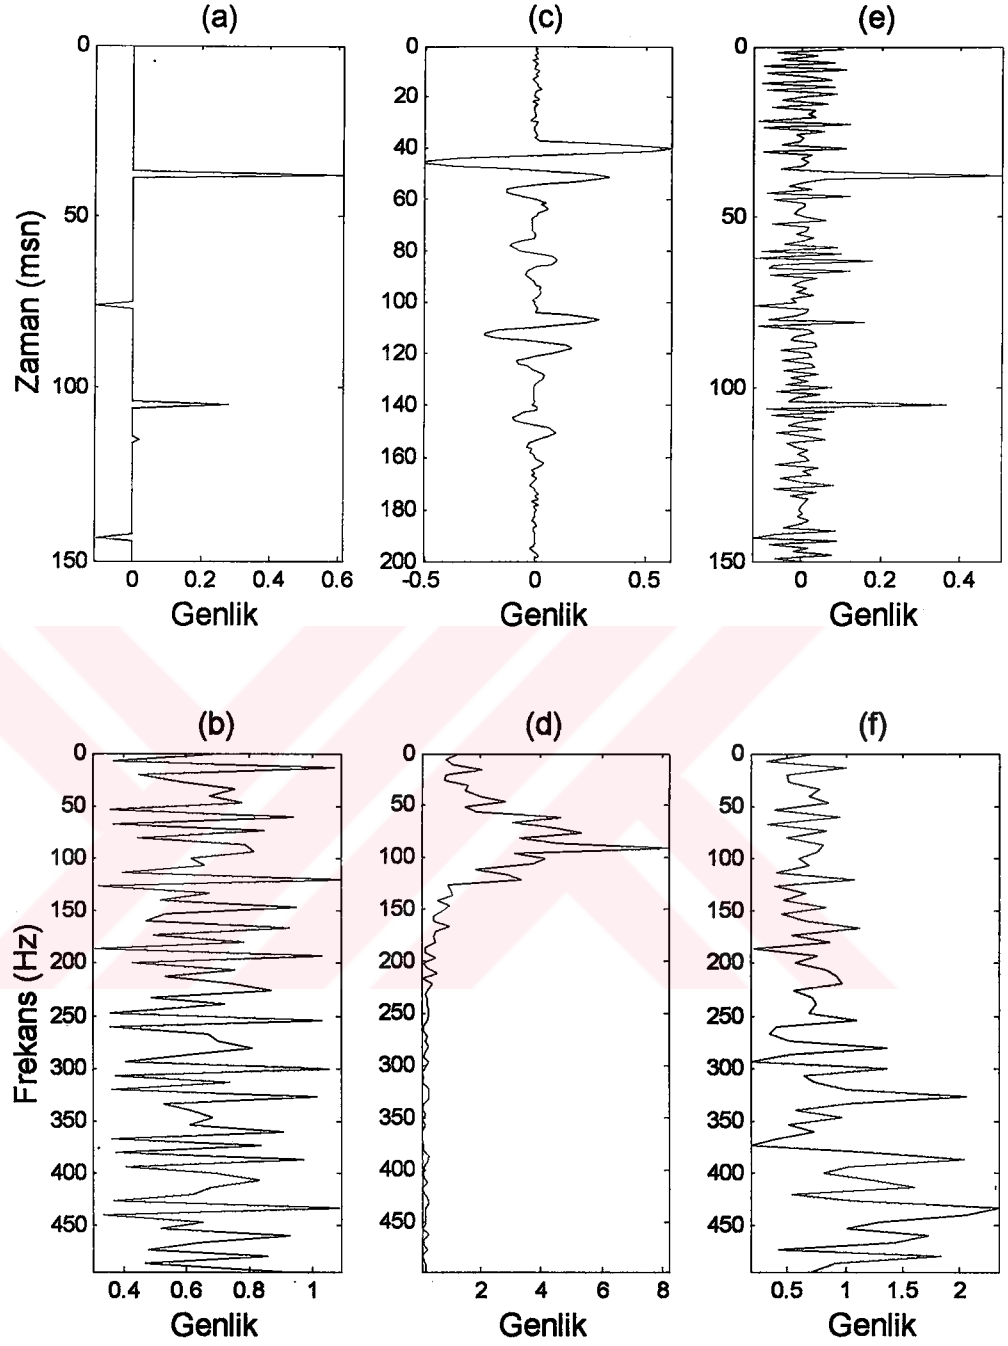 (a) (c) (e)
0 0 0
20
40
50 60 50
80
Zaman (msn)
100
100 120 100
140
160
180
150 200 150
0 0.2 0.4 0.6 -0.5 0 0.5 0 0.2 0.4
Genlik Genlik Genlik
(b) (d) (f)
0 0 0
50 50 50
100 100 100
150 150 150
200 200 200
250 250 250
Frekans (Hz)
300 300 300
350 350 350
400 400 400
450 450 450
0.4 0.6 0.8 1 2 4 6 8 0.5 1 1.5 2
Genlik Genlik Genlik